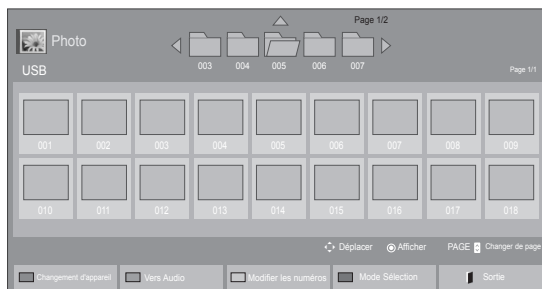 Page 1/2
Photo
003 004 005 006 007
USB
Page 1/1
001 002 003 004 005 006 007 008 009
010 011 012 013 014 015 016 017 018
Déplacer Afficher PAGE Changer de page
Changement d'appareil Vers Audio Modifier les numéros Mode Sélection Sortie